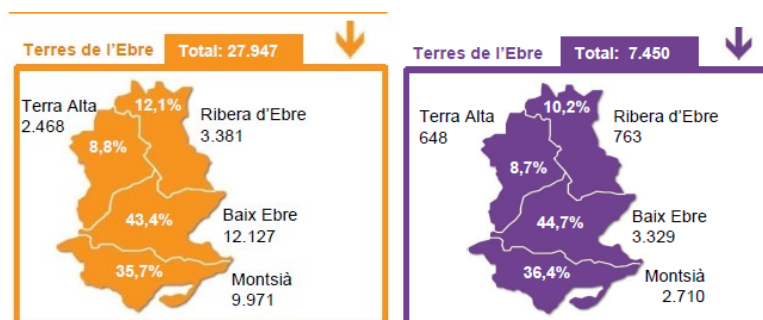 Terres de l'Ebre Total: 27.947
Terra Alta
2.468
12,1%
Ribera d'Ebre
3.381
8,8%
43,4%
Baix Ebre
12.127
35,7%
Montsià
9.971
Terres de l'Ebre Total: 7.450
Terra Alta
648
10,2%
Ribera d'Ebre
763
8,7%
44,7%
Baix Ebre
3.329
36,4%
Montsià
2.710